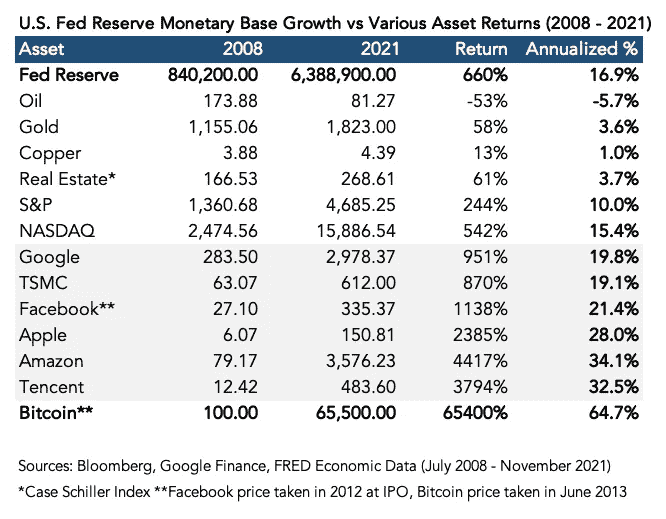 U.S. Fed Reserve Monetary Base Growth vs Various Asset Returns (2008 - 2021)
Asset 2008 2021 Return Annualized %
Fed Reserve 840,200.00 6,388,900.00 660% 16.9%
Oil 173.88 81.27 -53% -5.7%
Gold 1,155.06 1,823.00 58% 3.6%
Copper 3.88 4.39 13% 1.0%
Real Estate* 166.53 268.61 61% 3.7%
S&P 1,360.68 4,685.25 244% 10.0%
NASDAQ 2,474.56 15,886.54 542% 15.4%
Google 283.50 2,978.37 951% 19.8%
TSMC 63.07 612.00 870% 19.1%
Facebook** 27.10 335.37 1138% 21.4%
Apple 6.07 150.81 2385% 28.0%
Amazon 79.17 3,576.23 4417% 34.1%
Tencent 12.42 483.60 3794% 32.5%
Bitcoin** 100.00 65,500.00 65400% 64.7%
Sources: Bloomberg, Google Finance, FRED Economic Data (July 2008 - November 2021)
*Case Schiller Index **Facebook price taken in 2012 at IPO, Bitcoin price taken in June 2013